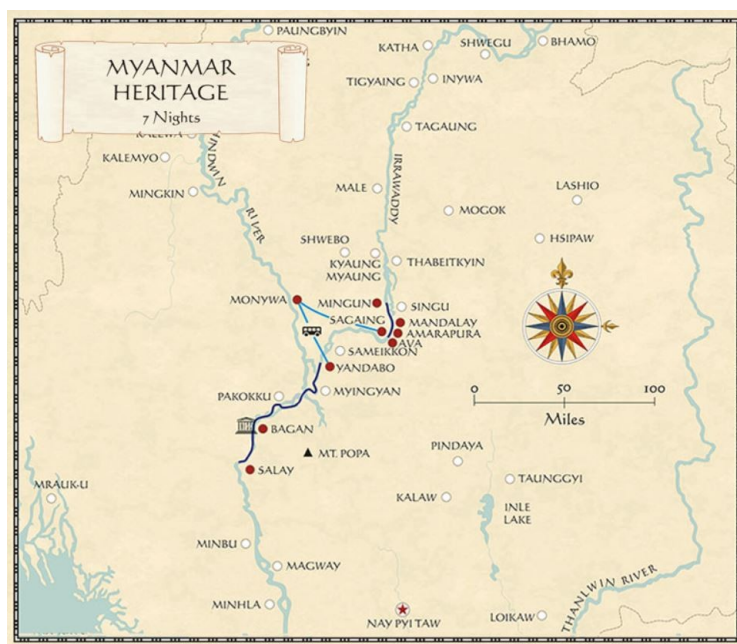 PAUNGBYIN
KATHA
SHWEGU
BHAMO
MYANMAR
HERITAGE
7 Nights
TIGYAING
INYWA
TAGAUNG
KALEMYO
MINGKIN
RIVER
IRRAWADDY
MALE
MOGOK
LASHIO
HSIPAW
SHWEBO
KYAUNG
MYAUNG
THABEITKYIN
MONYWA
MINGUN
SINGU
SAGAING
MANDALAY
AMARAPURA
AVA
SAMEIKKON
YANDABO
0 50 100
Miles
PAKOKKU
MYINGYAN
BAGAN
MT. POPA
SALAY
PINDAYA
TAUNGGYI
MRAUK-U
KALAW
INLE
LAKE
MINBU
MAGWAY
MINHLA
NAY PYI TAW
LOIKAW
THANLWIN RIVER